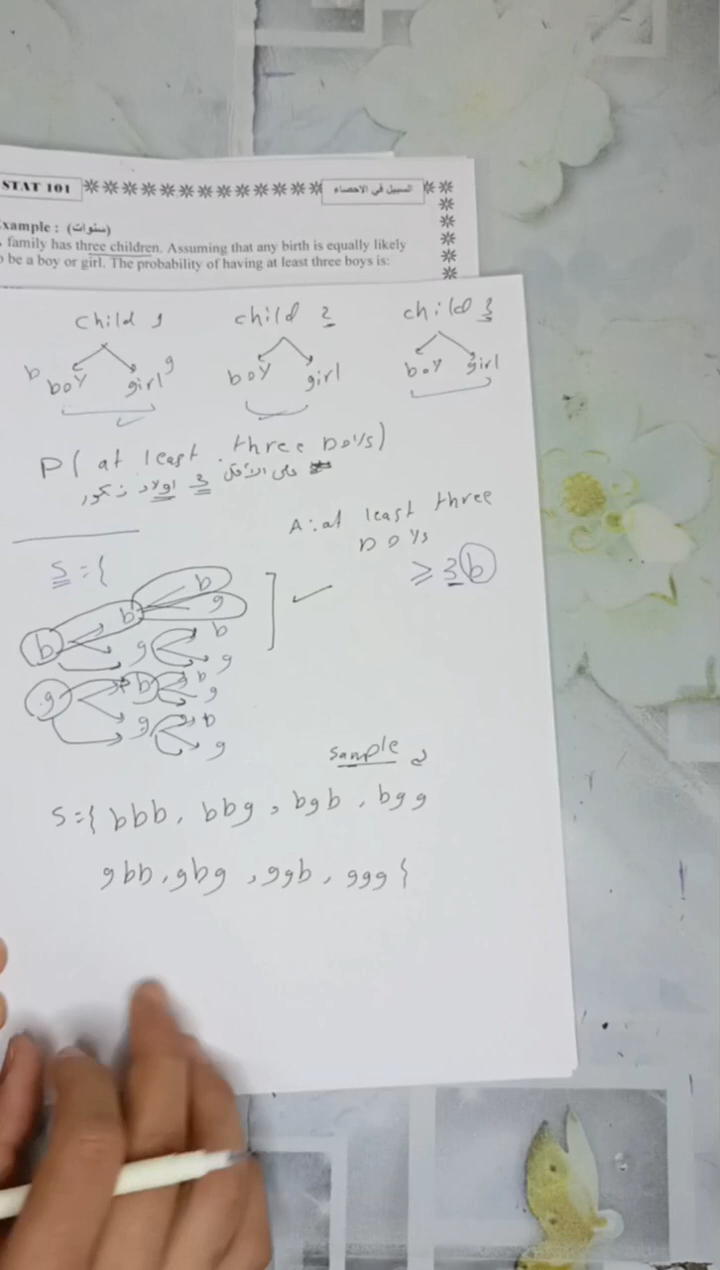 STAT 101
السبيل في الاحصاء
xample : (سنوات)
family has three children. Assuming that any birth is equally likely
be a boy or girl. The probability of having at least three boys is:
child 1 child 2 child 3
b boy girl g boy girl boy girl
P( at least three boys)
على الأقل 3 اولاد ذكور
A: at least three
boys
≥ 3 b
S={
b b b
g
g b
g
g b b
g
g b
g
sample
S={ bbb, bbg, bgb, bgg
gbb, gbg, ggb, ggg {